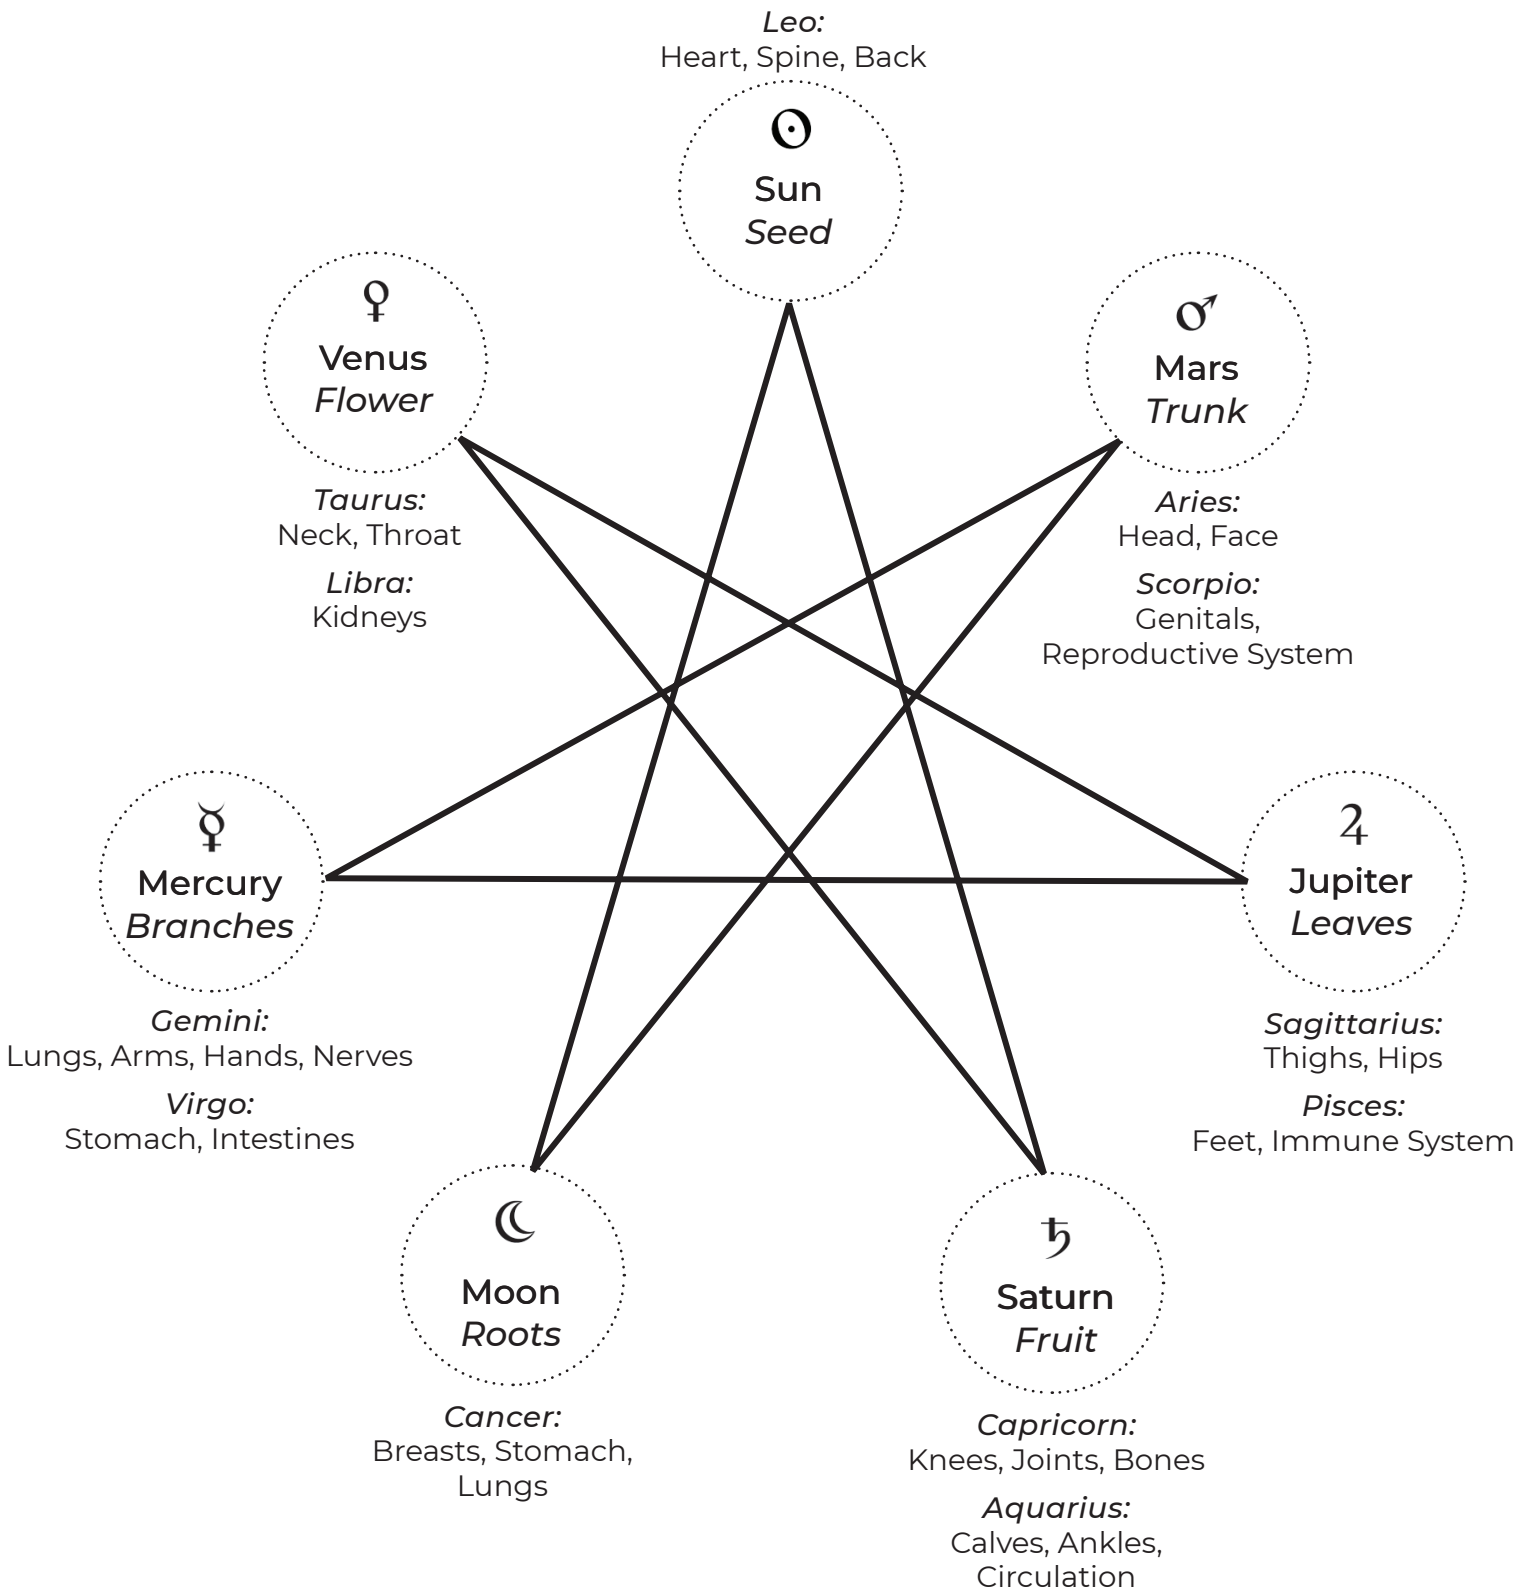 Leo:
Heart, Spine, Back
Sun
Seed
Venus
Flower
Taurus:
Neck, Throat
Libra:
Kidneys
Mars
Trunk
Aries:
Head, Face
Scorpio:
Genitals,
Reproductive System
Mercury
Branches
Gemini:
Lungs, Arms, Hands, Nerves
Virgo:
Stomach, Intestines
Jupiter
Leaves
Sagittarius:
Thighs, Hips
Pisces:
Feet, Immune System
Moon
Roots
Cancer:
Breasts, Stomach,
Lungs
Saturn
Fruit
Capricorn:
Knees, Joints, Bones
Aquarius:
Calves, Ankles,
Circulation